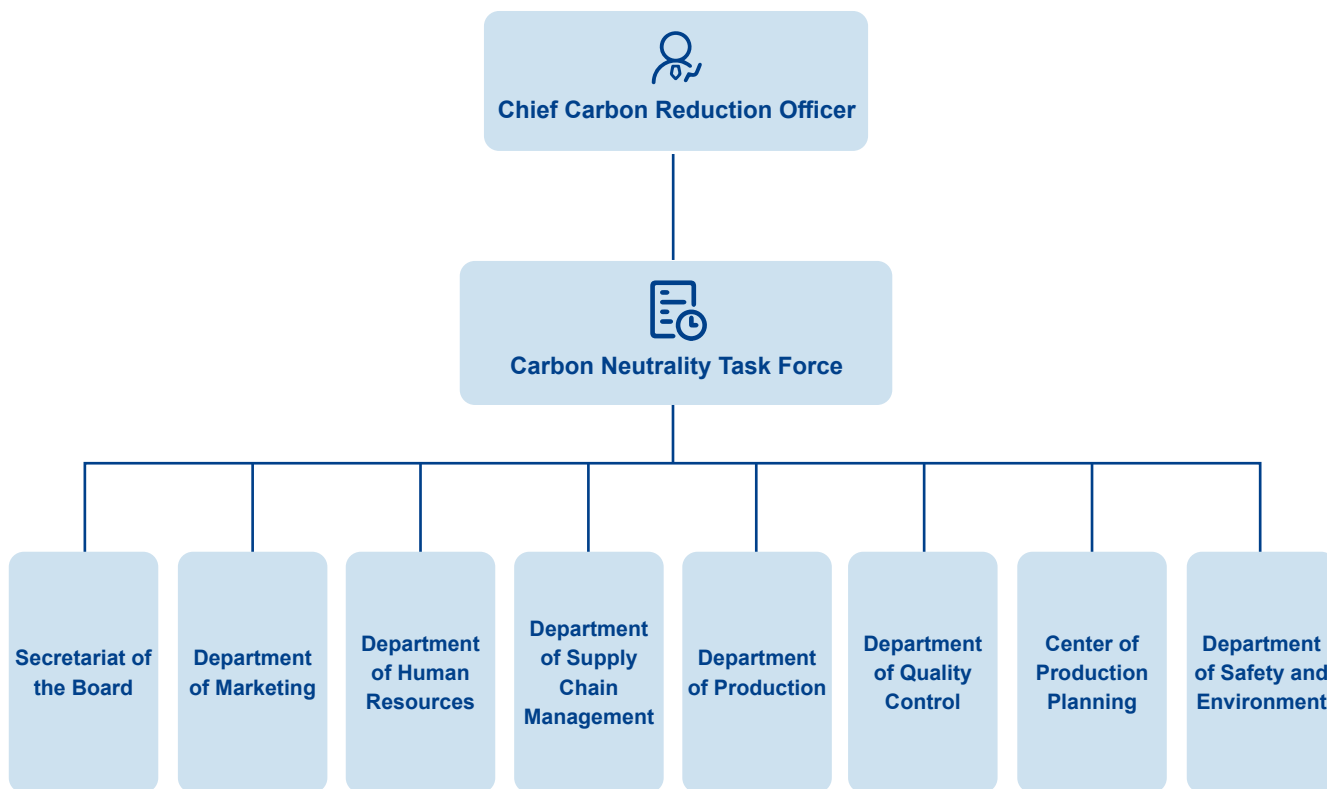 Chief Carbon Reduction Officer
Carbon Neutrality Task Force
Secretariat of
the Board
Department
of Marketing
Department
of Human
Resources
Department
of Supply
Chain
Management
Department
of Production
Department
of Quality
Control
Center of
Production
Planning
Department
of Safety and
Environment